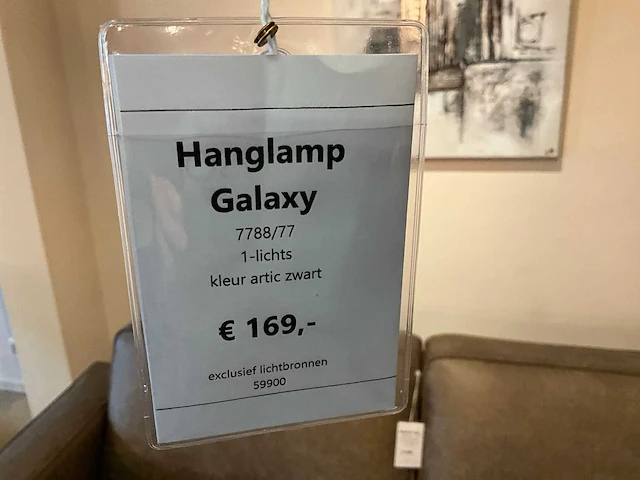 Hanglamp
Galaxy
7788/77
1-lichts
kleur artic zwart
€ 169,-
exclusief lichtbronnen
59900